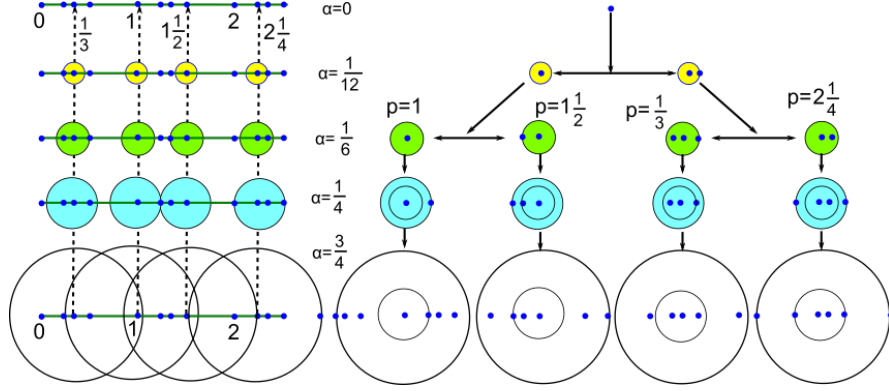 0 1/3 1 1 1/2 2 2 1/4 α=0
α=1/12
p=1 p=1 1/2 p=1/3 p=2 1/4
α=1/6
α=1/4
α=3/4
0 1 2